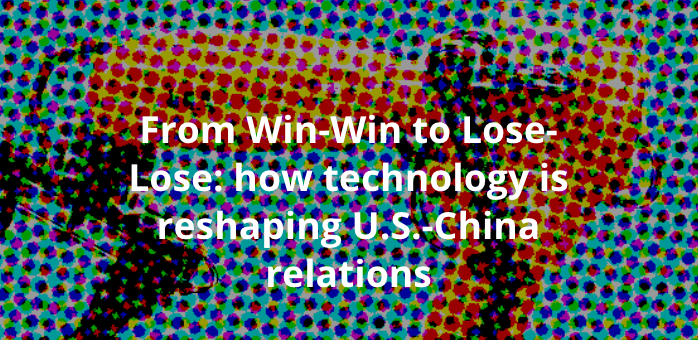 From Win-Win to Lose-
Lose: how technology is
reshaping U.S.-China
relations